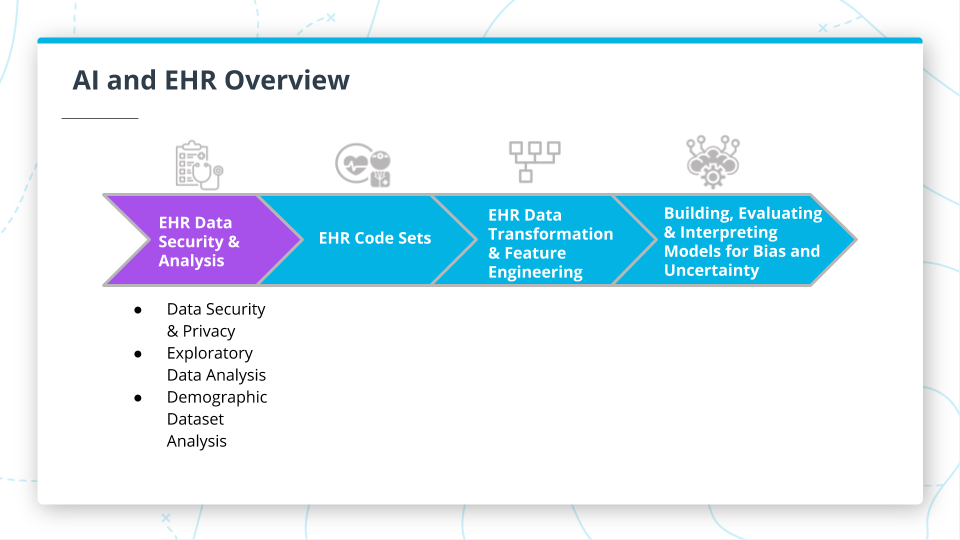 AI and EHR Overview
EHR Data
Security &
Analysis
EHR Code Sets
EHR Data
Transformation
& Feature
Engineering
Building, Evaluating
& Interpreting
Models for Bias and
Uncertainty
● Data Security
& Privacy
● Exploratory
Data Analysis
● Demographic
Dataset
Analysis